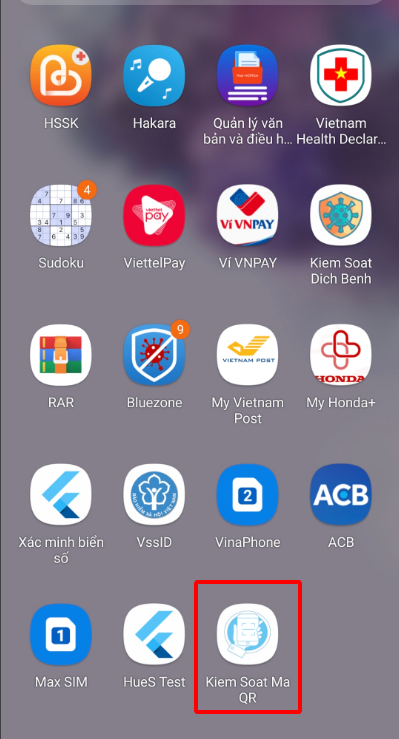 HSSK
Hakara
Quản lý văn
bản và điều h...
Vietnam
Health Declar...
4
Sudoku
pay
ViettelPay
Ví VNPAY
Ví VNPAY
Kiem Soat
Dich Benh
RAR
9
Bluezone
VIETNAM POST
My Vietnam
Post
HONDA
My Honda+
Xác minh biển
số
VssID
2
VinaPhone
ACB
ACB
1
Max SIM
HueS Test
Kiem Soat Ma
QR